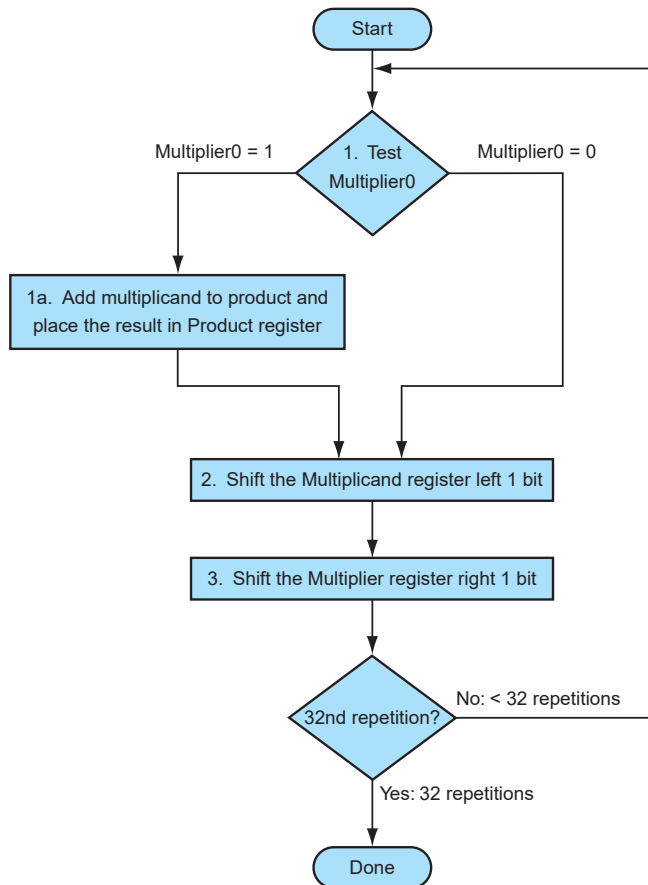 Start
Multiplier0 = 1
1. Test
Multiplier0
Multiplier0 = 0
1a. Add multiplicand to product and
place the result in Product register
2. Shift the Multiplicand register left 1 bit
3. Shift the Multiplier register right 1 bit
32nd repetition?
No: < 32 repetitions
Yes: 32 repetitions
Done